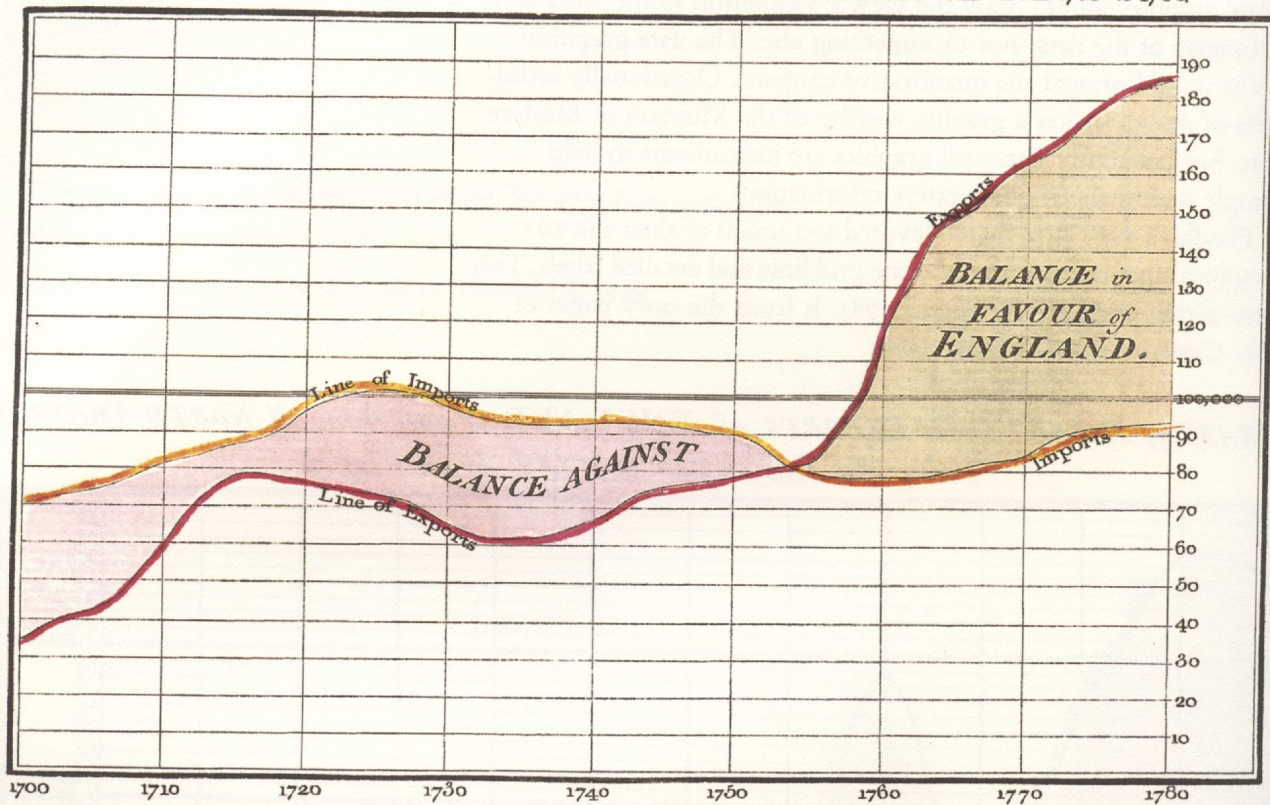 190
180
170
160
150
140
130
120
110
100,000
90
80
70
60
50
40
30
20
10
Exports
BALANCE in
FAVOUR of
ENGLAND.
Line of Imports
BALANCE AGAINST
Imports
Line of Exports
1700 1710 1720 1730 1740 1750 1760 1770 1780